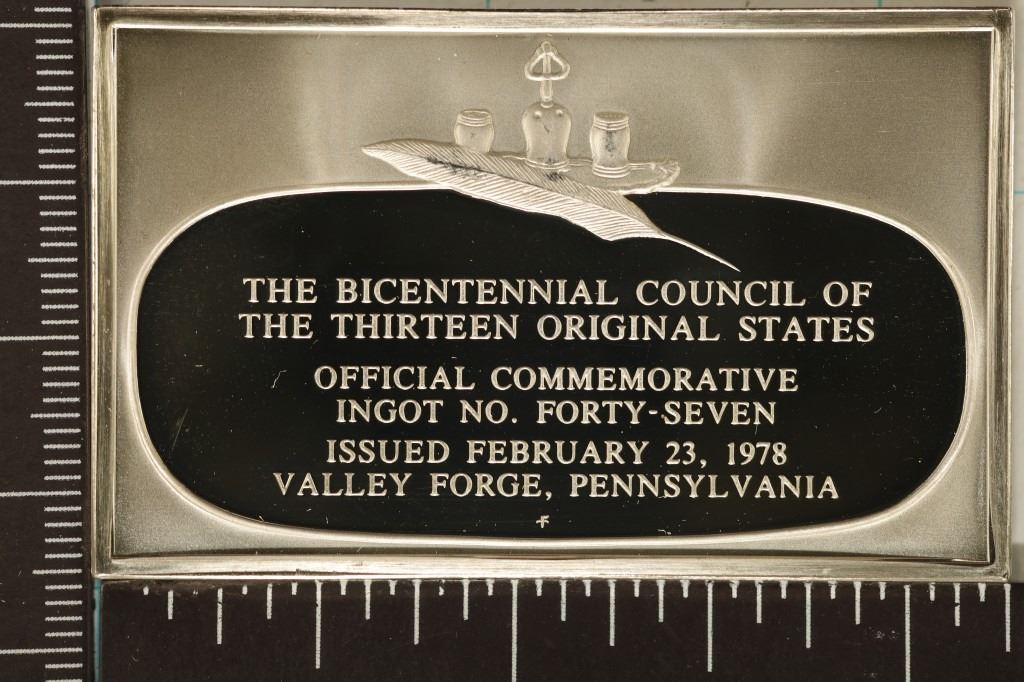 THE BICENTENNIAL COUNCIL OF
THE THIRTEEN ORIGINAL STATES
OFFICIAL COMMEMORATIVE
INGOT NO. FORTY-SEVEN
ISSUED FEBRUARY 23, 1978
VALLEY FORGE, PENNSYLVANIA
F